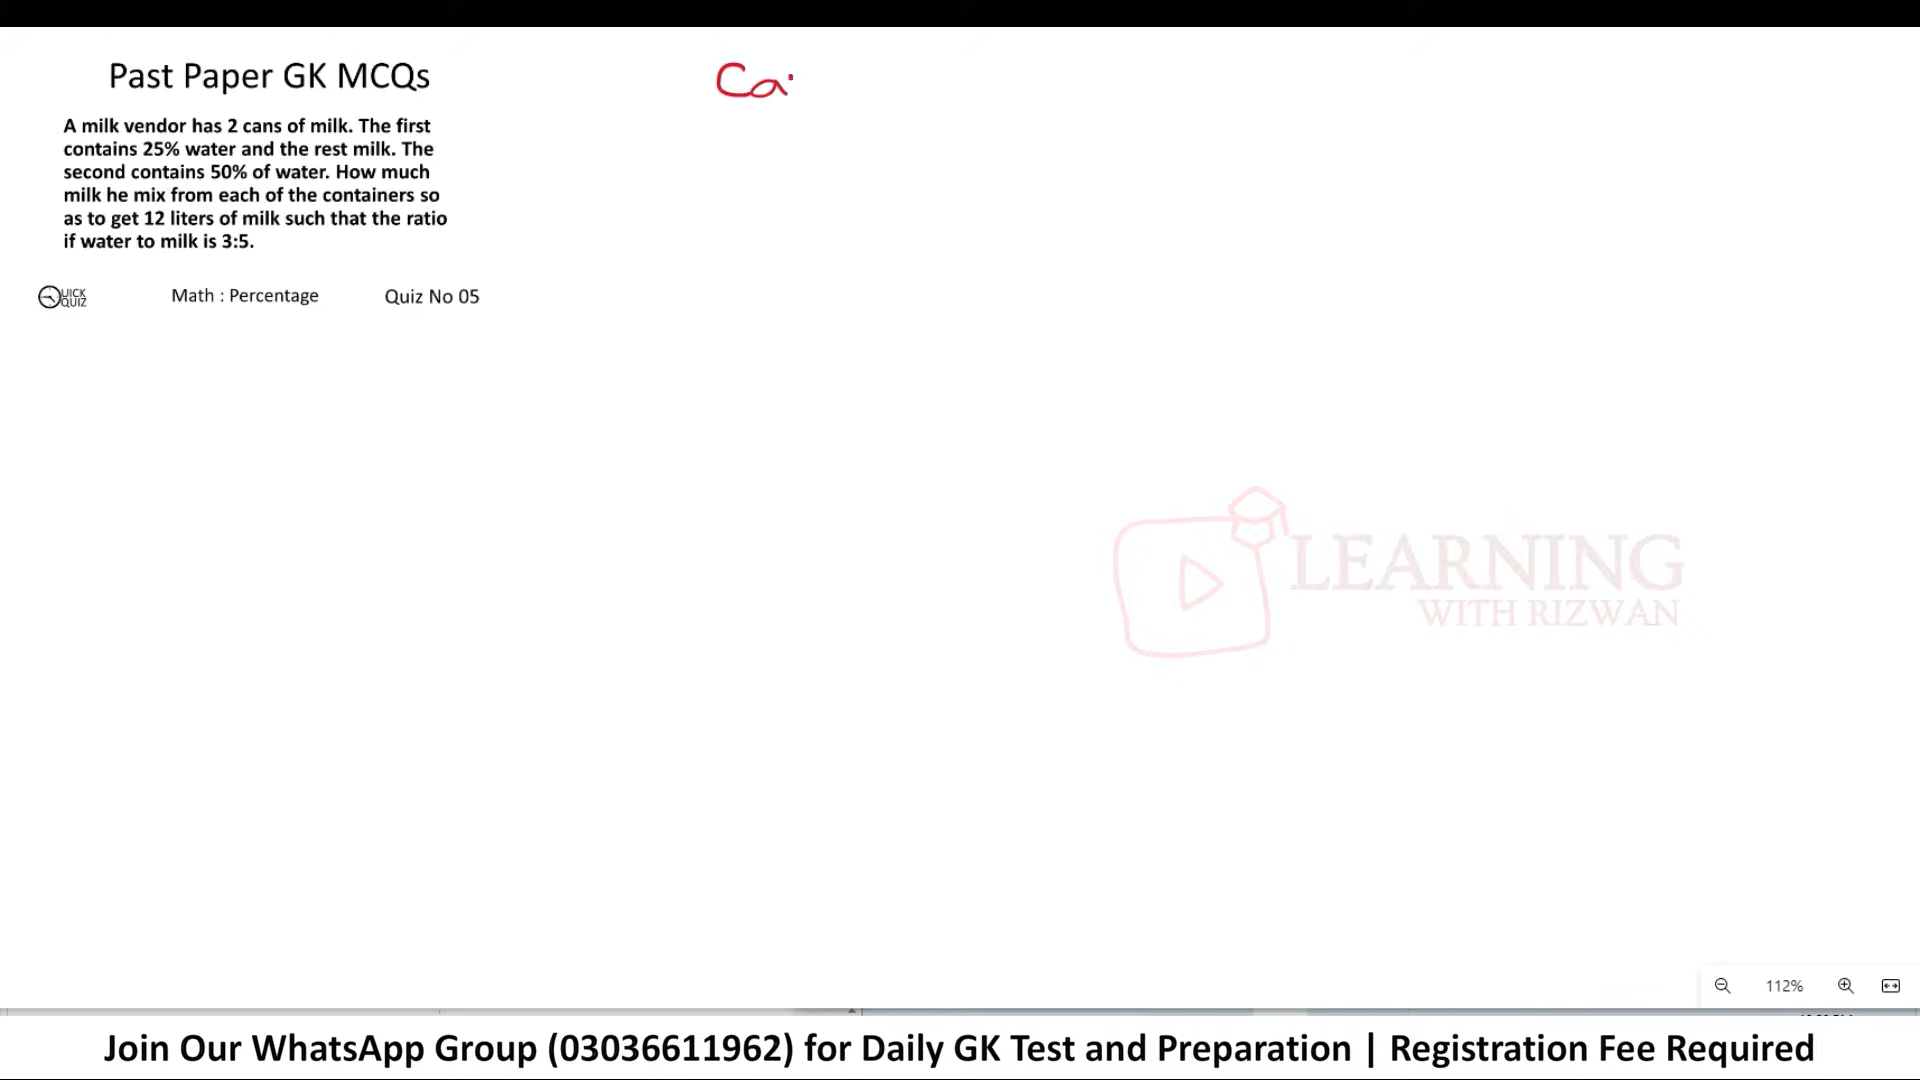 Past Paper GK MCQs
Ca
A milk vendor has 2 cans of milk. The first
contains 25% water and the rest milk. The
second contains 50% of water. How much
milk he mix from each of the containers so
as to get 12 liters of milk such that the ratio
if water to milk is 3:5.
QUICK
QUIZ
Math : Percentage
Quiz No 05
LEARNING
WITH RIZWAN
112%
Join Our WhatsApp Group (03036611962) for Daily GK Test and Preparation | Registration Fee Required